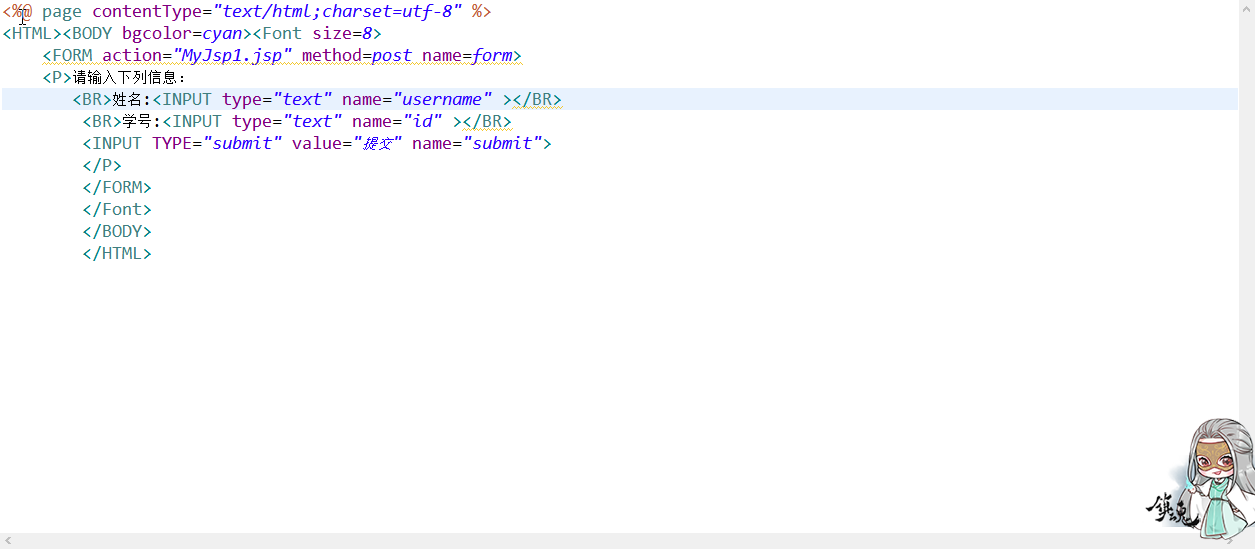 <%@ page contentType="text/html;charset=utf-8" %>
<HTML><BODY bgcolor=cyan><Font size=8>
<FORM action="MyJsp1.jsp" method=post name=form>
<P>请输入下列信息:
<BR>姓名:<INPUT type="text" name="username" ></BR>
<BR>学号:<INPUT type="text" name="id" ></BR>
<INPUT TYPE="submit" value="提交" name="submit">
</P>
</FORM>
</Font>
</BODY>
</HTML>
鎮魂